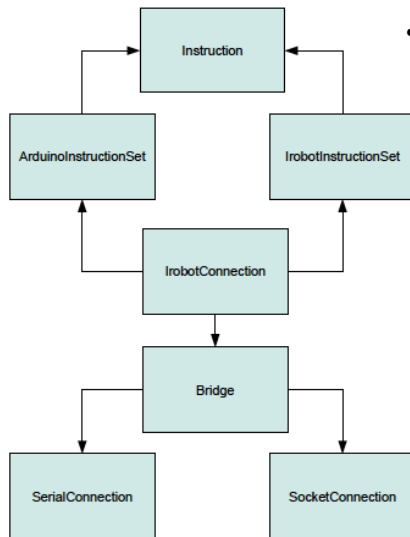 Instruction
ArduinoInstructionSet
IrobotInstructionSet
IrobotConnection
Bridge
SerialConnection
SocketConnection